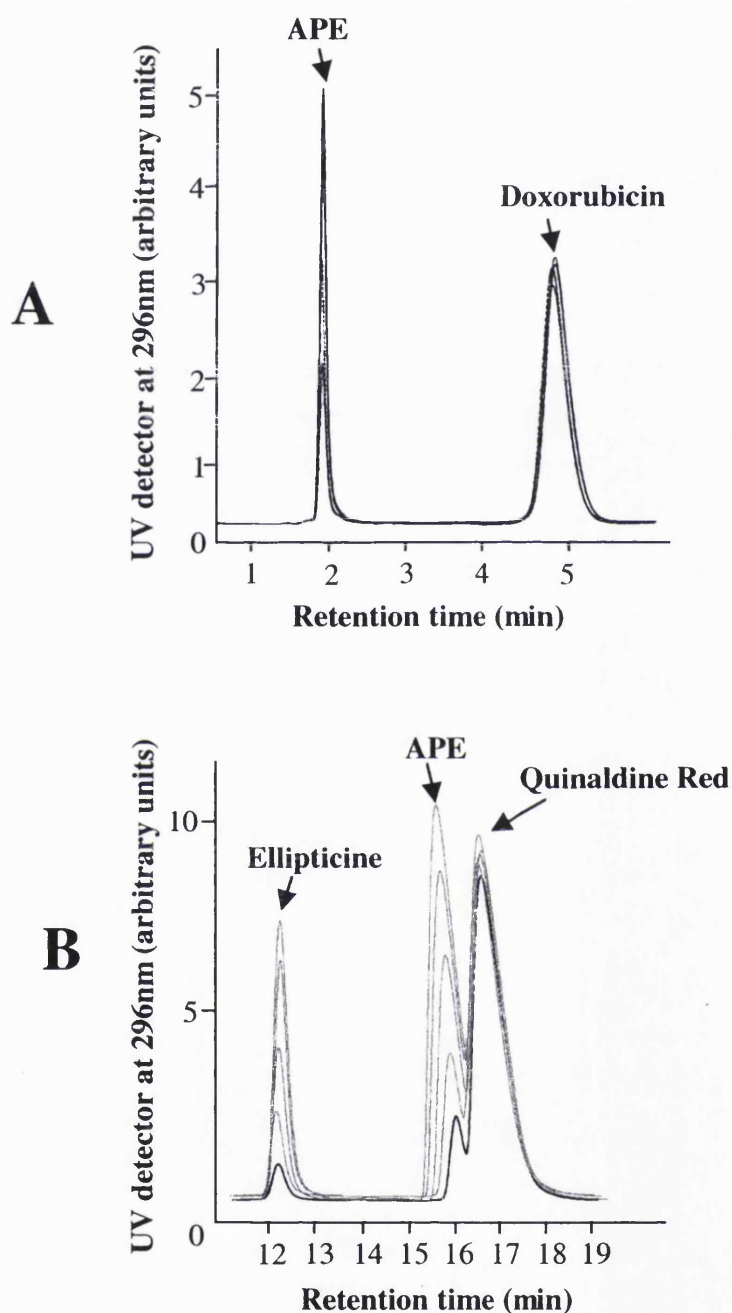 APE
Doxorubicin
A
UV detector at 296nm (arbitrary units)
5
4
3
2
1
0
1 2 3 4 5
Retention time (min)
APE
Quinaldine Red
Ellipticine
B
UV detector at 296nm (arbitrary units)
10
5
0
12 13 14 15 16 17 18 19
Retention time (min)